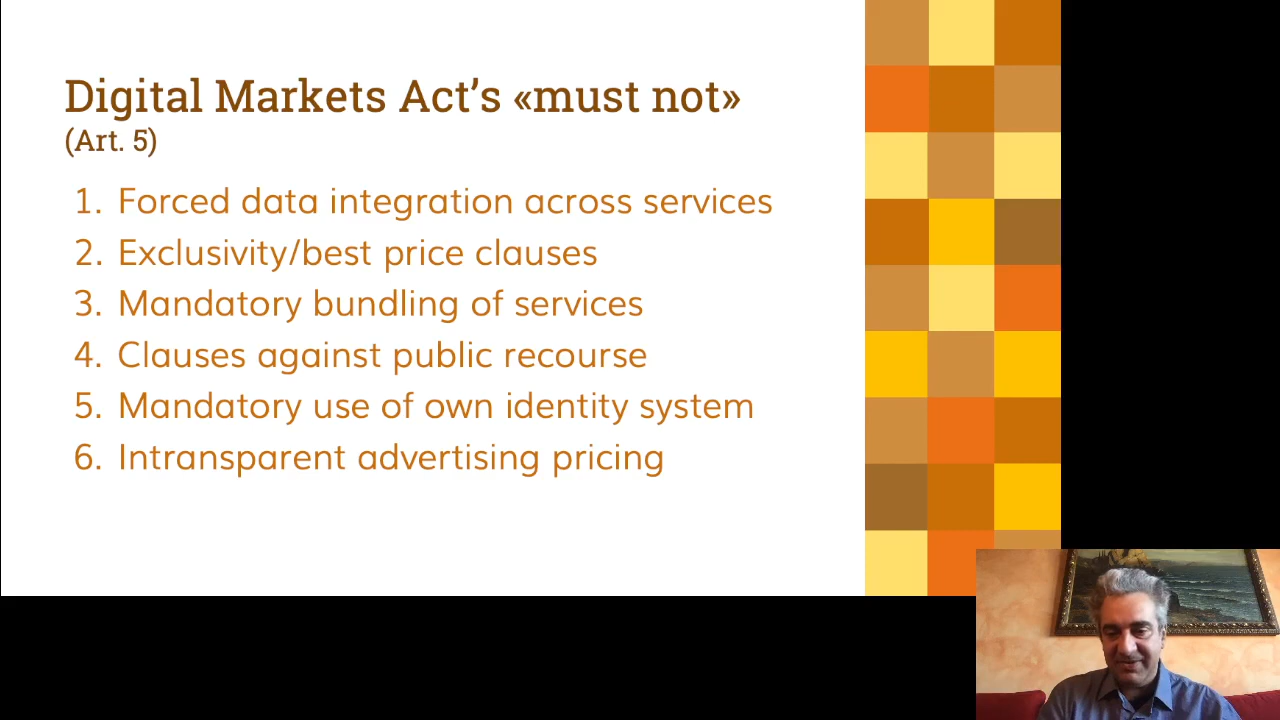 Digital Markets Act’s «must not»
(Art. 5)
1. Forced data integration across services
2. Exclusivity/best price clauses
3. Mandatory bundling of services
4. Clauses against public recourse
5. Mandatory use of own identity system
6. Intransparent advertising pricing